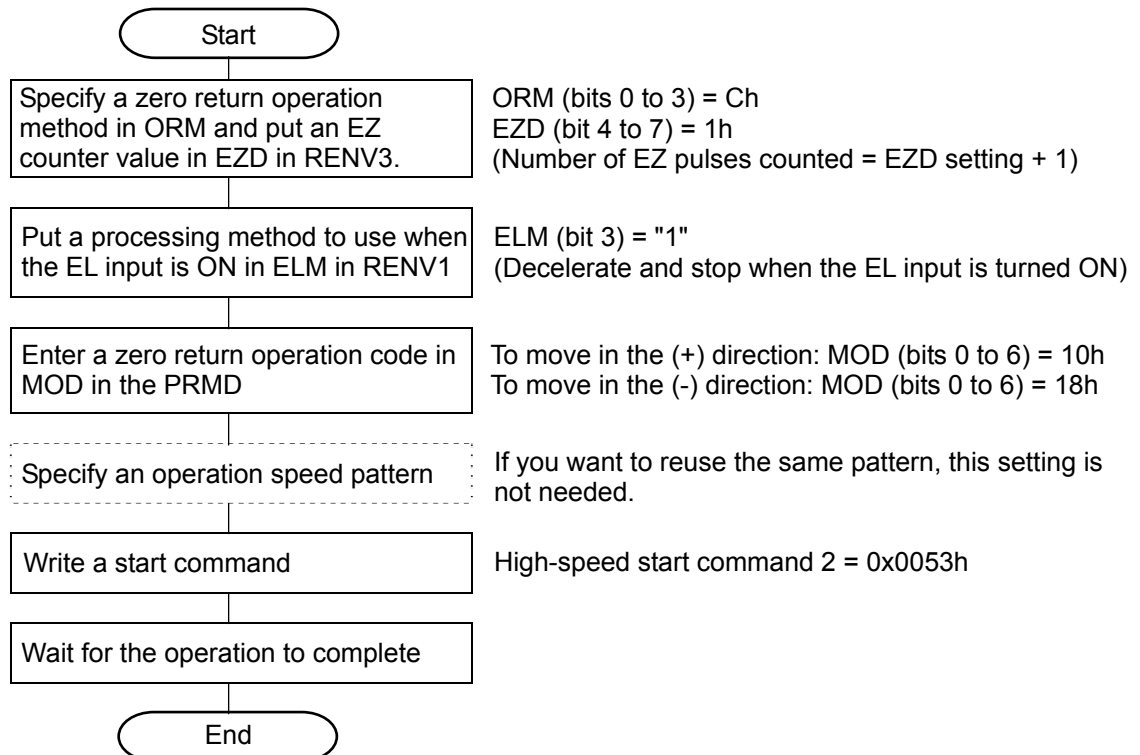 Start
Specify a zero return operation
method in ORM and put an EZ
counter value in EZD in RENV3.
ORM (bits 0 to 3) = Ch
EZD (bit 4 to 7) = 1h
(Number of EZ pulses counted = EZD setting + 1)
Put a processing method to use when
the EL input is ON in ELM in RENV1
ELM (bit 3) = "1"
(Decelerate and stop when the EL input is turned ON)
Enter a zero return operation code in
MOD in the PRMD
To move in the (+) direction: MOD (bits 0 to 6) = 10h
To move in the (-) direction: MOD (bits 0 to 6) = 18h
Specify an operation speed pattern
If you want to reuse the same pattern, this setting is
not needed.
Write a start command
High-speed start command 2 = 0x0053h
Wait for the operation to complete
End